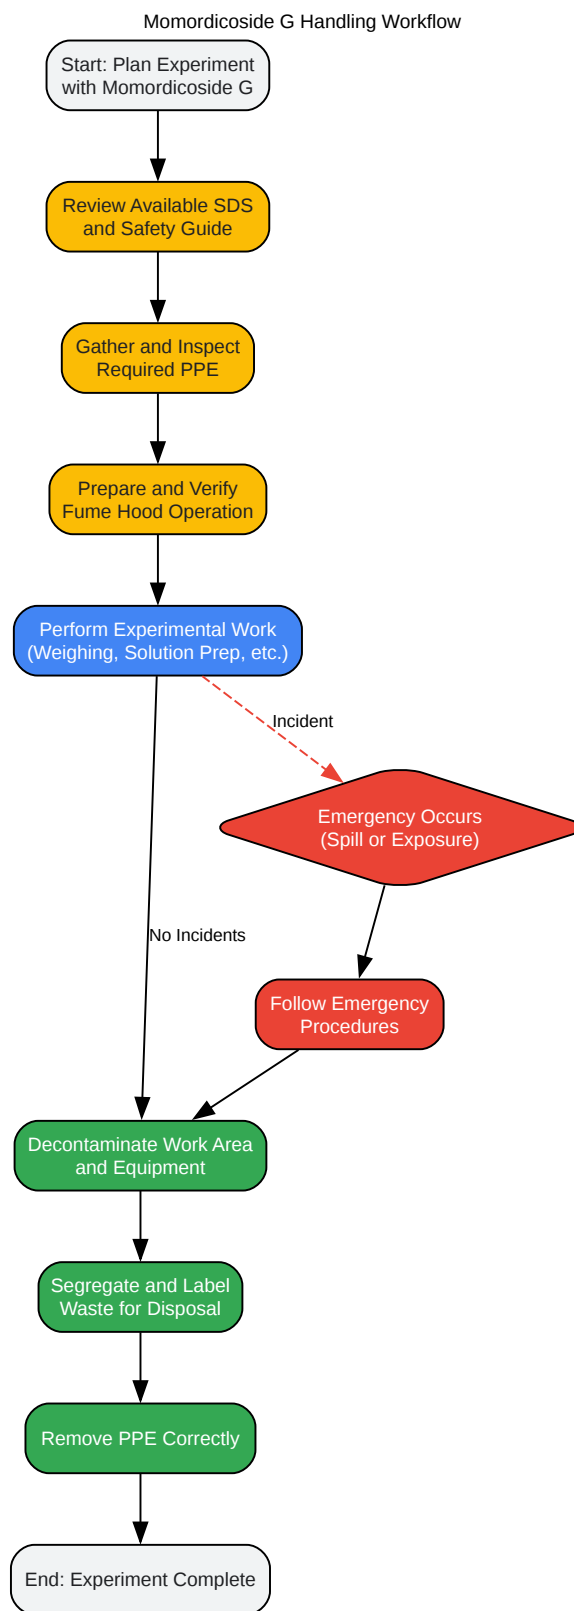 Momordicoside G Handling Workflow
Start: Plan Experiment
with Momordicoside G
Review Available SDS
and Safety Guide
Gather and Inspect
Required PPE
Prepare and Verify
Fume Hood Operation
Perform Experimental Work
(Weighing, Solution Prep, etc.)
Incident
Emergency Occurs
(Spill or Exposure)
No Incidents
Follow Emergency
Procedures
Decontaminate Work Area
and Equipment
Segregate and Label
Waste for Disposal
Remove PPE Correctly
End: Experiment Complete